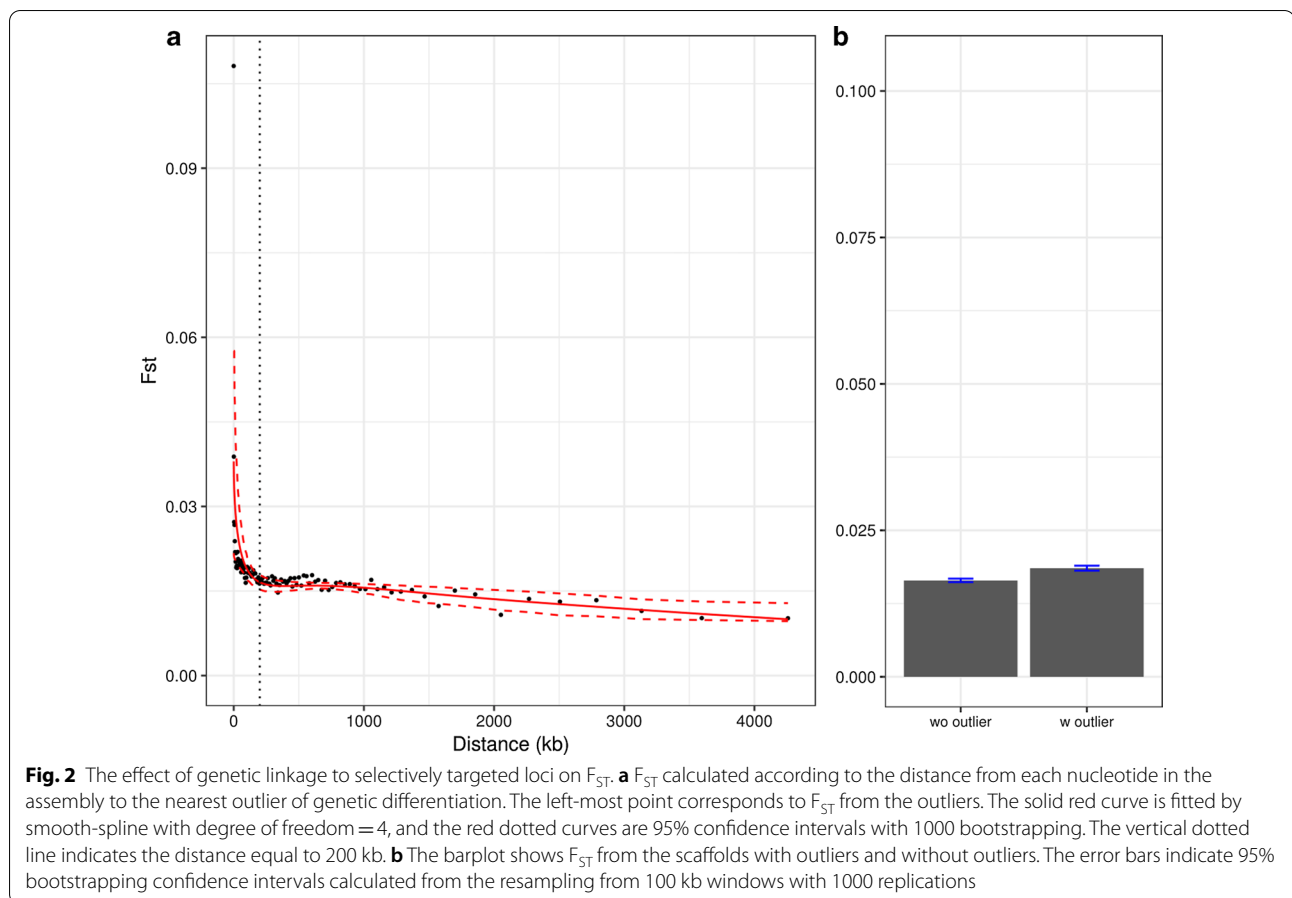 a
b
0.09
0.06
0.03
0.00
Fst
0
1000
2000
3000
4000
Distance (kb)
0.100
0.075
0.050
0.025
0.000
wo outlier
w outlier
Fig. 2 The effect of genetic linkage to selectively targeted loci on FST. a FST calculated according to the distance from each nucleotide in the
assembly to the nearest outlier of genetic differentiation. The left-most point corresponds to FST from the outliers. The solid red curve is fitted by
smooth-spline with degree of freedom = 4, and the red dotted curves are 95% confidence intervals with 1000 bootstrapping. The vertical dotted
line indicates the distance equal to 200 kb. b The barplot shows FST from the scaffolds with outliers and without outliers. The error bars indicate 95%
bootstrapping confidence intervals calculated from the resampling from 100 kb windows with 1000 replications